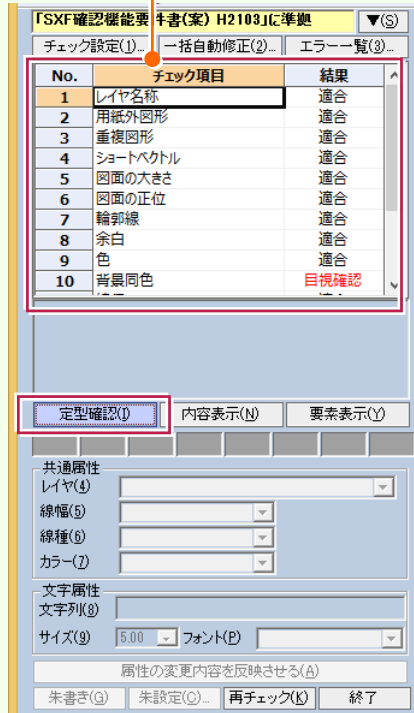 「SXF確認機能要件書(案) H2103」に準拠 ▼(S)
チェック設定(1)... 一括自動修正(2)... エラー一覧(3)...
No. チェック項目 結果
1 レイヤ名称 適合
2 用紙外図形 適合
3 重複図形 適合
4 ショートベクトル 適合
5 図面の大きさ 適合
6 図面の正位 適合
7 輪郭線 適合
8 余白 適合
9 色 適合
10 背景同色 目視確認
定型確認(I) 内容表示(N) 要素表示(Y)
共通属性
レイヤ(4)
線幅(5)
線種(6)
カラー(7)
文字属性
文字列(8)
サイズ(9) 5.00 フォント(P)
属性の変更内容を反映させる(A)
朱書き(G) 朱設定(C)... 再チェック(K) 終了